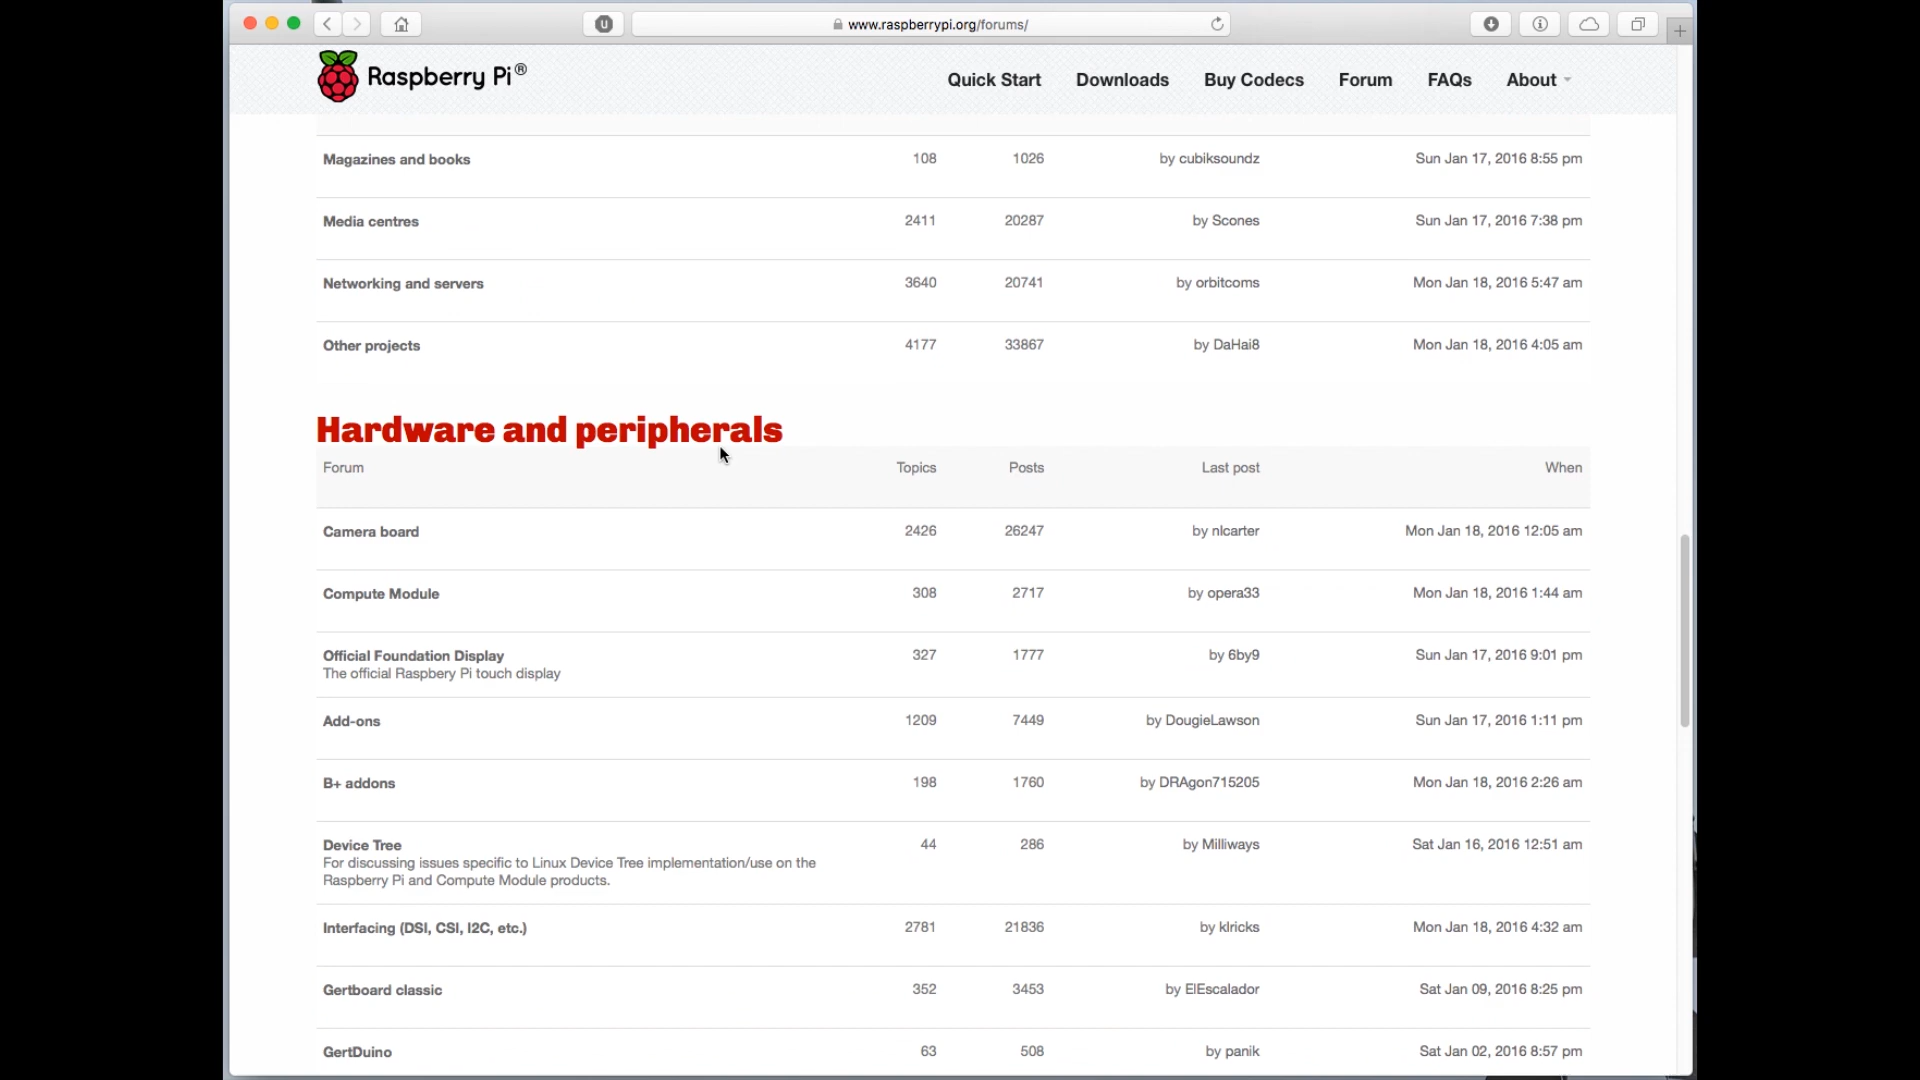 www.raspberrypi.org/forums/
Raspberry Pi®
Quick Start Downloads Buy Codecs Forum FAQs About
Magazines and books 108 1026 by cubiksoundz Sun Jan 17, 2016 8:55 pm
Media centres 2411 20287 by Scones Sun Jan 17, 2016 7:38 pm
Networking and servers 3640 20741 by orbitcoms Mon Jan 18, 2016 5:47 am
Other projects 4177 33867 by DaHai8 Mon Jan 18, 2016 4:05 am
Hardware and peripherals
Forum Topics Posts Last post When
Camera board 2426 26247 by nlcarter Mon Jan 18, 2016 12:05 am
Compute Module 308 2717 by opera33 Mon Jan 18, 2016 1:44 am
Official Foundation Display 327 1777 by 6by9 Sun Jan 17, 2016 9:01 pm
The official Raspbery Pi touch display
Add-ons 1209 7449 by DougieLawson Sun Jan 17, 2016 1:11 pm
B+ addons 198 1760 by DRAgon715205 Mon Jan 18, 2016 2:26 am
Device Tree 44 286 by Milliways Sat Jan 16, 2016 12:51 am
For discussing issues specific to Linux Device Tree implementation/use on the
Raspberry Pi and Compute Module products.
Interfacing (DSI, CSI, I2C, etc.) 2781 21836 by klricks Mon Jan 18, 2016 4:32 am
Gertboard classic 352 3453 by ElEscalador Sat Jan 09, 2016 8:25 pm
GertDuino 63 508 by panik Sat Jan 02, 2016 8:57 pm